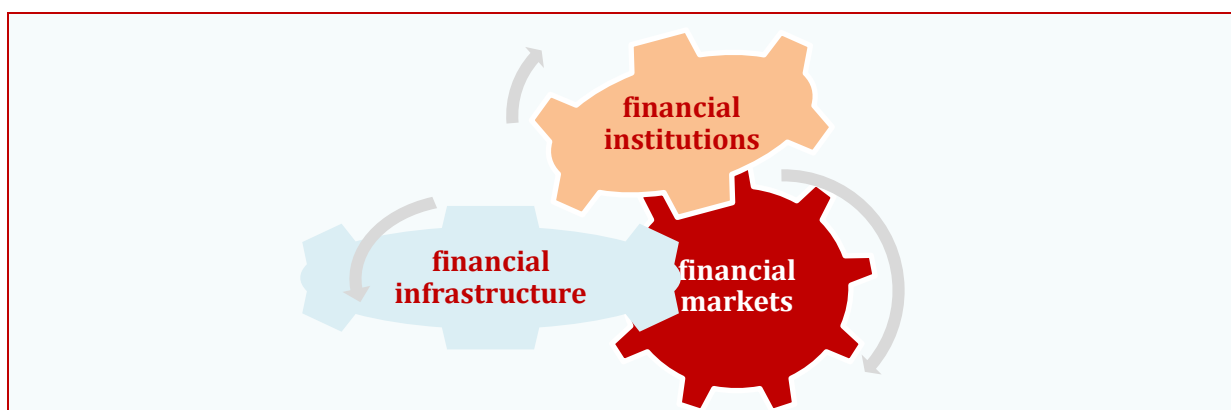 financial
institutions
financial
infrastructure
financial
markets